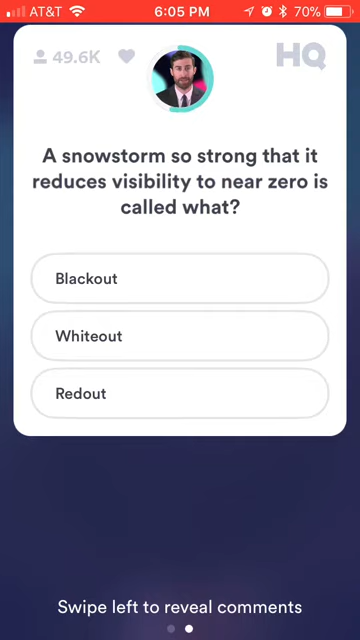 AT&T 6:05 PM 70%
49.6K HQ
A snowstorm so strong that it
reduces visibility to near zero is
called what?
Blackout
Whiteout
Redout
Swipe left to reveal comments